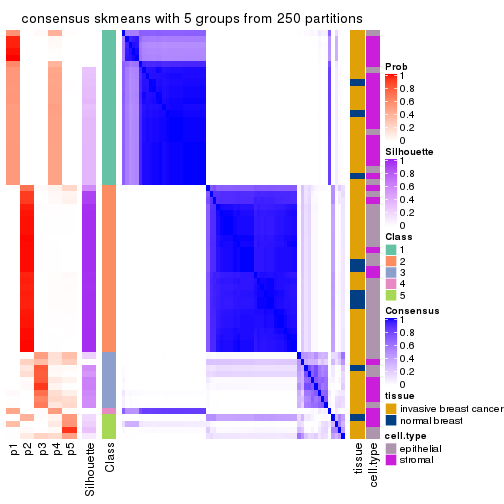 consensus skmeans with 5 groups from 250 partitions
Prob
1
0.8
0.6
0.4
0.2
0
Silhouette
1
0.8
0.6
0.4
0.2
0
Class
1
2
3
4
5
Consensus
1
0.8
0.6
0.4
0.2
0
tissue
invasive breast cancer
normal breast
cell.type
epithelial
stromal
p1
p2
p3
p4
p5
Silhouette
Class
tissue
cell.type